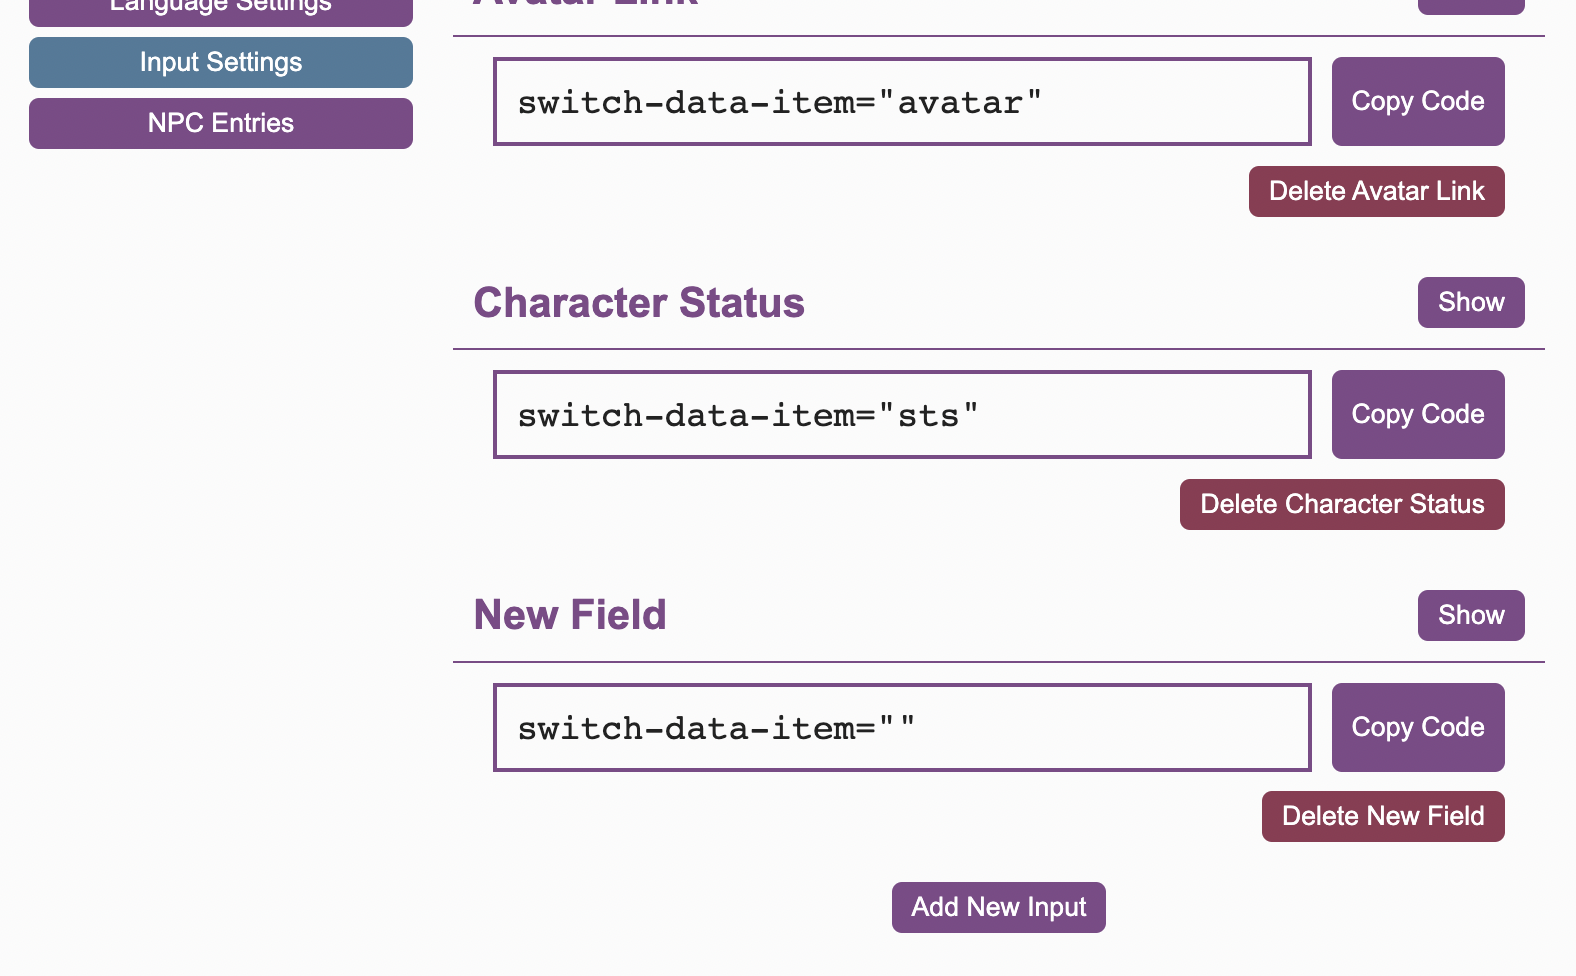 Language Settings
Input Settings
NPC Entries
Avatar Link
switch-data-item="avatar"
Copy Code
Delete Avatar Link
Character Status
Show
switch-data-item="sts"
Copy Code
Delete Character Status
New Field
Show
switch-data-item=""
Copy Code
Delete New Field
Add New Input